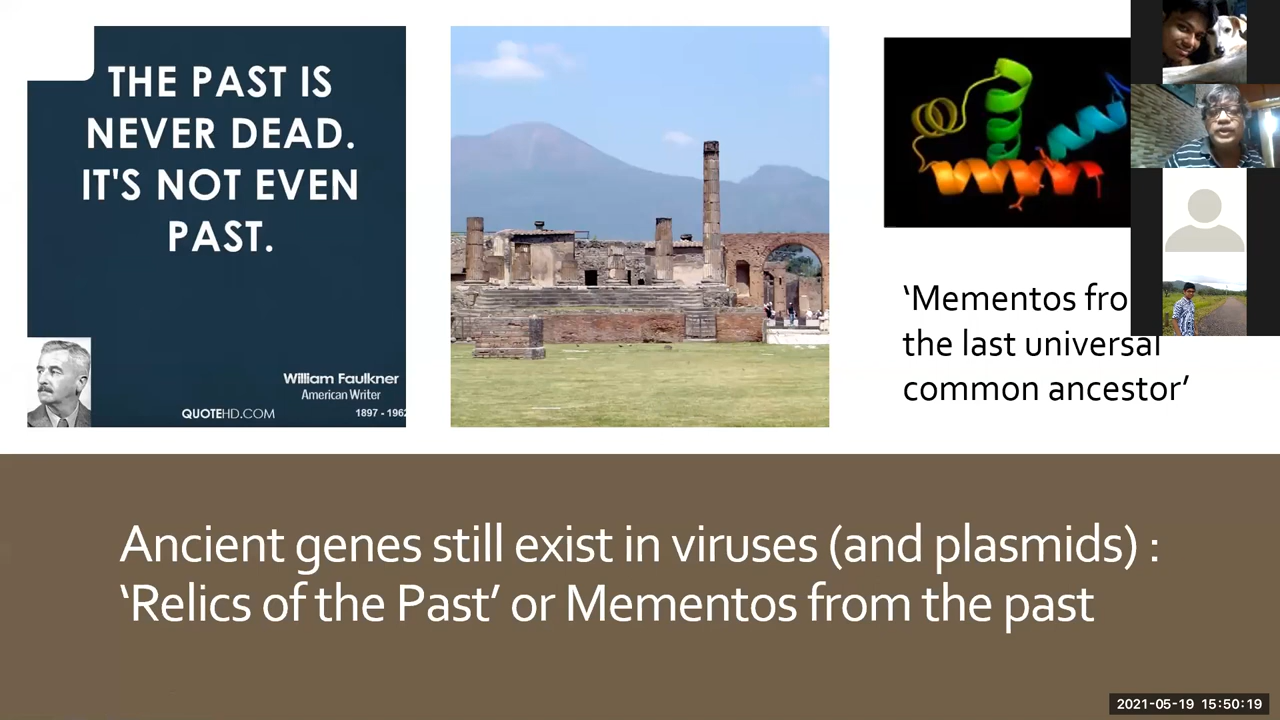 THE PAST IS
NEVER DEAD.
IT'S NOT EVEN
PAST.
William Faulkner
American Writer
1897 - 1962
QUOTEHD.COM
‘Mementos fro
the last universal
common ancestor’
Ancient genes still exist in viruses (and plasmids) :
‘Relics of the Past’ or Mementos from the past
2021-05-19 15:50:19